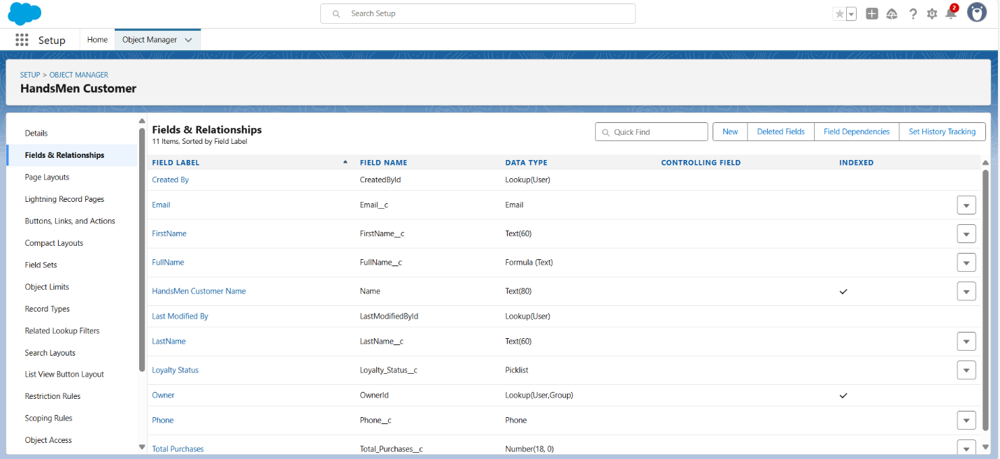 Search Setup
2
Setup Home Object Manager
SETUP > OBJECT MANAGER
HandsMen Customer
Details
Fields & Relationships
Page Layouts
Lightning Record Pages
Buttons, Links, and Actions
Compact Layouts
Field Sets
Object Limits
Record Types
Related Lookup Filters
Search Layouts
List View Button Layout
Restriction Rules
Scoping Rules
Object Access
Fields & Relationships
11 Items, Sorted by Field Label
Quick Find New Deleted Fields Field Dependencies Set History Tracking
FIELD LABEL FIELD NAME DATA TYPE CONTROLLING FIELD INDEXED
Created By CreatedById Lookup(User)
Email Email__c Email
FirstName FirstName__c Text(60)
FullName FullName__c Formula (Text)
HandsMen Customer Name Name Text(80)
Last Modified By LastModifiedById Lookup(User)
LastName LastName__c Text(60)
Loyalty Status Loyalty_Status__c Picklist
Owner OwnerId Lookup(User,Group)
Phone Phone__c Phone
Total Purchases Total_Purchases__c Number(18, 0)